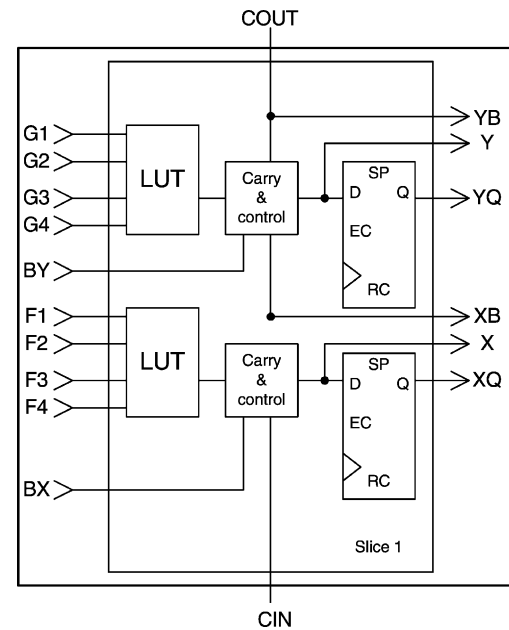 COUT
YB
G1
Y
G2
LUT
Carry
&
control
SP
D
Q
G3
YQ
G4
EC
BY
RC
F1
XB
F2
X
LUT
Carry
&
control
SP
D
Q
F3
XQ
F4
EC
BX
RC
Slice 1
CIN